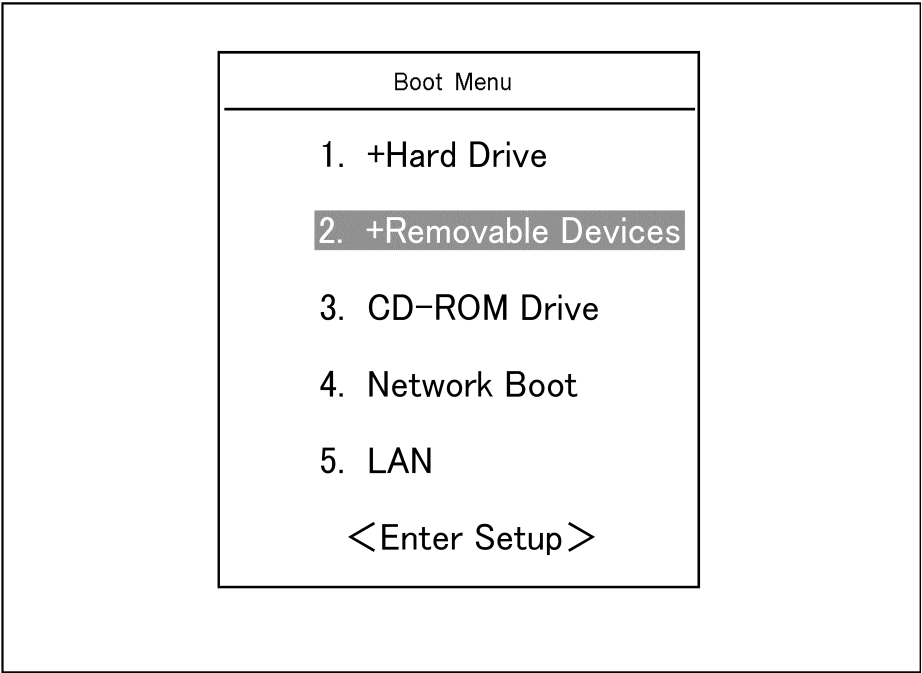 Boot Menu
1. +Hard Drive
2. +Removable Devices
3. CD-ROM Drive
4. Network Boot
5. LAN
<Enter Setup>